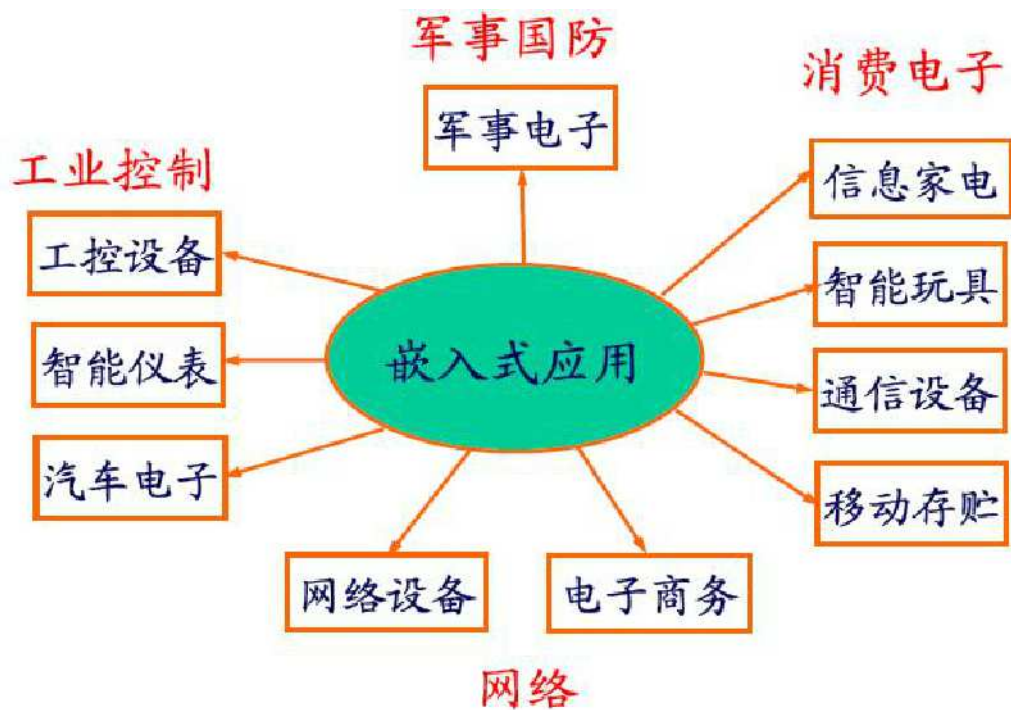 军事国防
军事电子
消费电子
信息家电
智能玩具
通信设备
移动存贮
工业控制
工控设备
智能仪表
汽车电子
嵌入式应用
网络设备
电子商务
网络